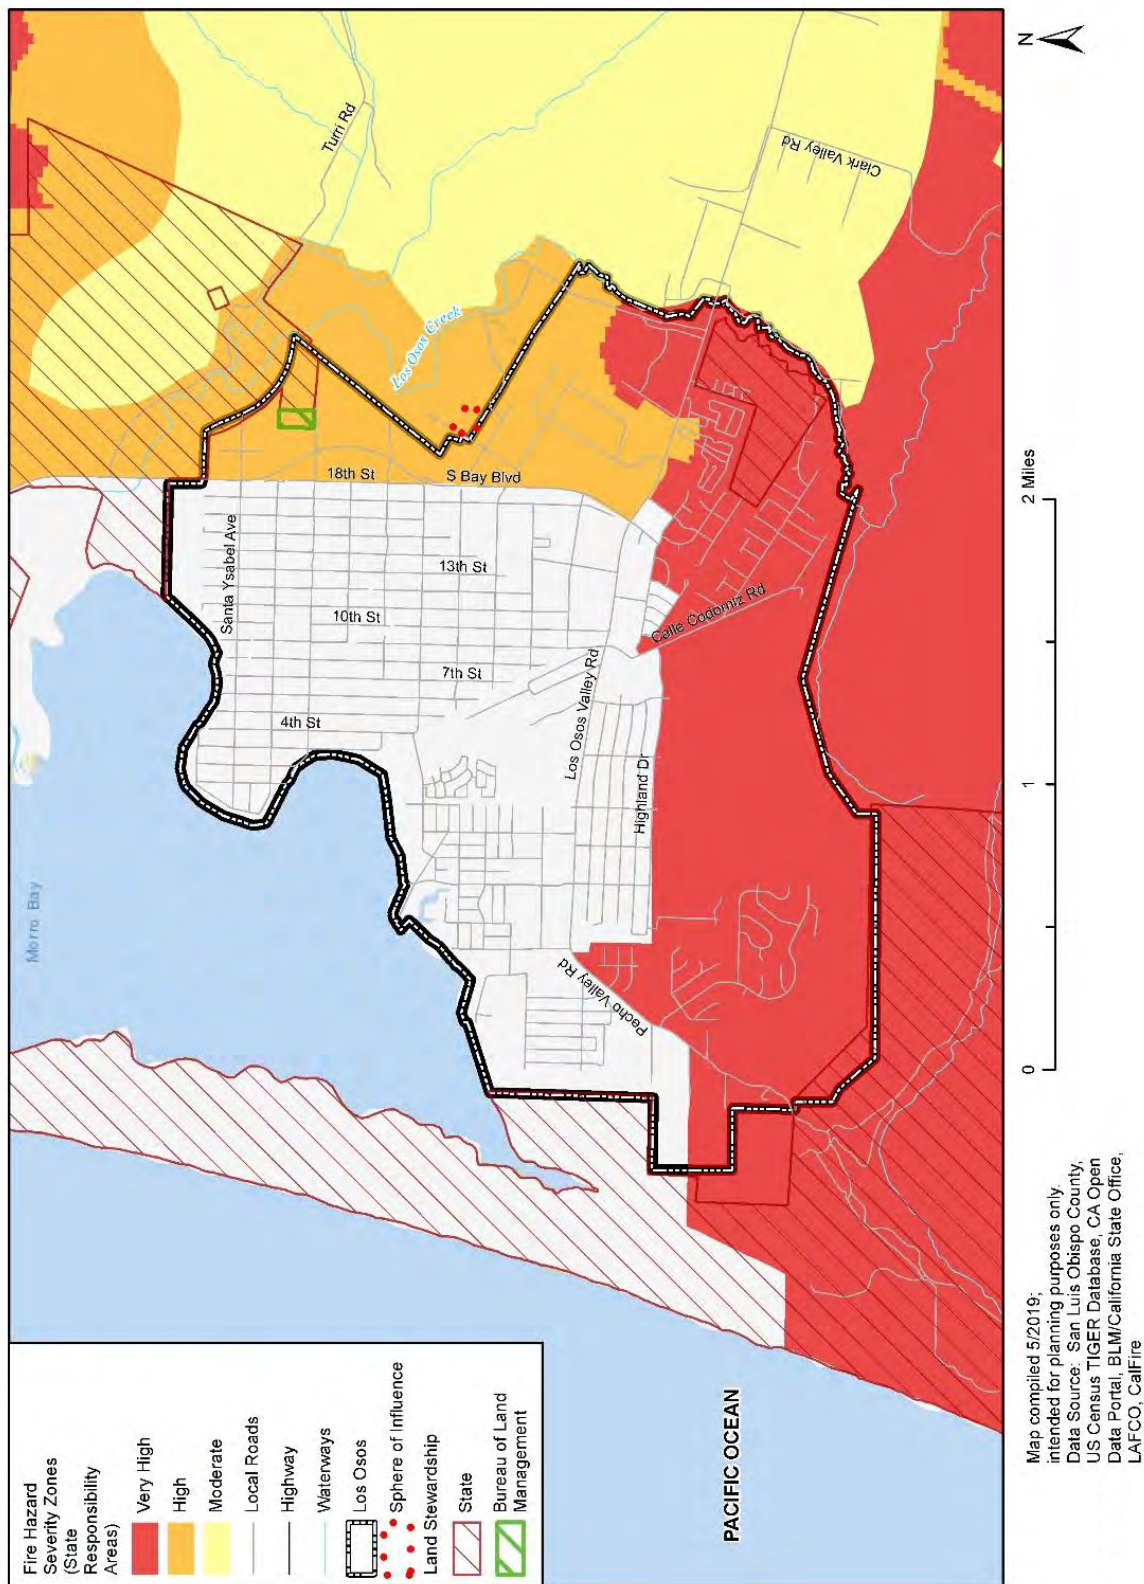 Fire Hazard
Severity Zones
(State
Responsibility
Areas)
Very High
High
Moderate
Local Roads
Highway
Waterways
Los Osos
Sphere of Influence
Land Stewardship
State
Bureau of Land
Management
Morro Bay
PACIFIC OCEAN
Turri Rd
Los Osos Creek
Clark Valley Rd
Santa Ysabel Ave
18th St
S Bay Blvd
13th St
10th St
7th St
4th St
Los Osos Valley Rd
Highland Dr
Calle Codorniz Rd
Pecho Valley Rd
N
0
1
2 Miles
Map compiled 5/2019;
intended for planning purposes only.
Data Source: San Luis Obispo County,
US Census TIGER Database, CA Open
Data Portal, BLM/California State Office,
LAFCO, CalFire